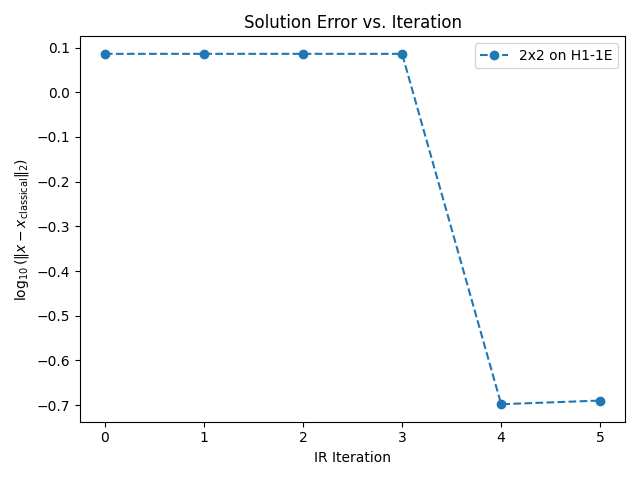 Solution Error vs. Iteration
2x2 on H1-1E
log₁₀ (‖x − x_classical‖₂)
0.1
0.0
−0.1
−0.2
−0.3
−0.4
−0.5
−0.6
−0.7
0 1 2 3 4 5
IR Iteration